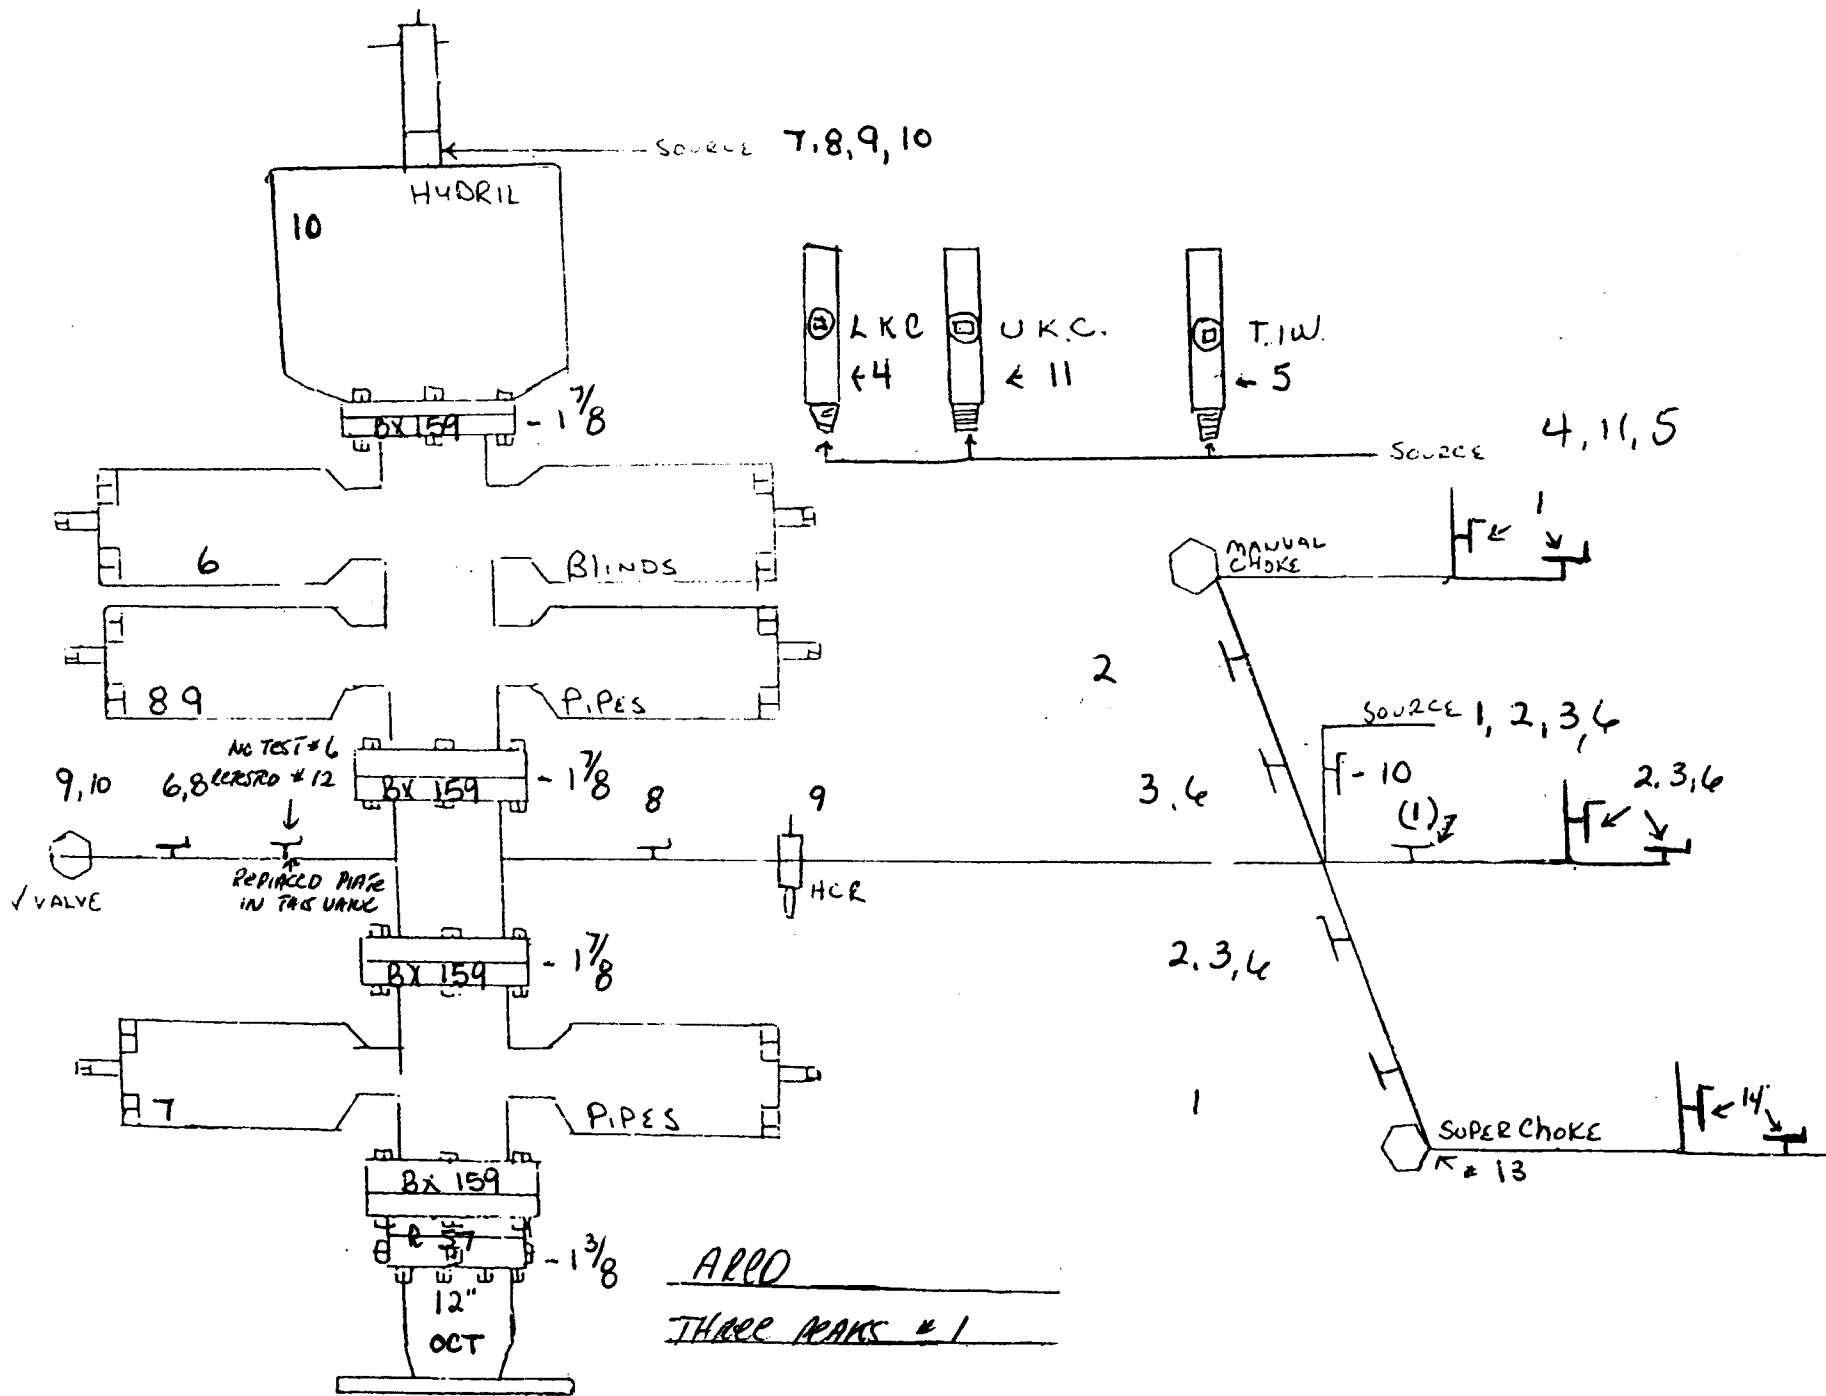 SOURCE 7,8,9,10
HYDRIL
10
LKC
←4
U K.C.
← 11
T.I.W.
← 5
BX 159 - 1 7/8
SOURCE 4, 11, 5
6 BLINDS
MANUAL CHOKE
1
8 9 PIPES
2
SOURCE 1, 2, 3, 6
NO TEST #6
9,10 6,8 #12
BX 159 - 1 7/8
8
9
3,6
- 10
(1)
2,3,6
√ VALVE
REPLACED PLATE
IN THIS VALVE
HCR
BX 159 - 1 7/8
2,3,6
7 PIPES
1
SUPER CHOKE
# 13
14
BX 159
R 57 - 1 3/8
12"
OCT
THREE PEAKS # 1